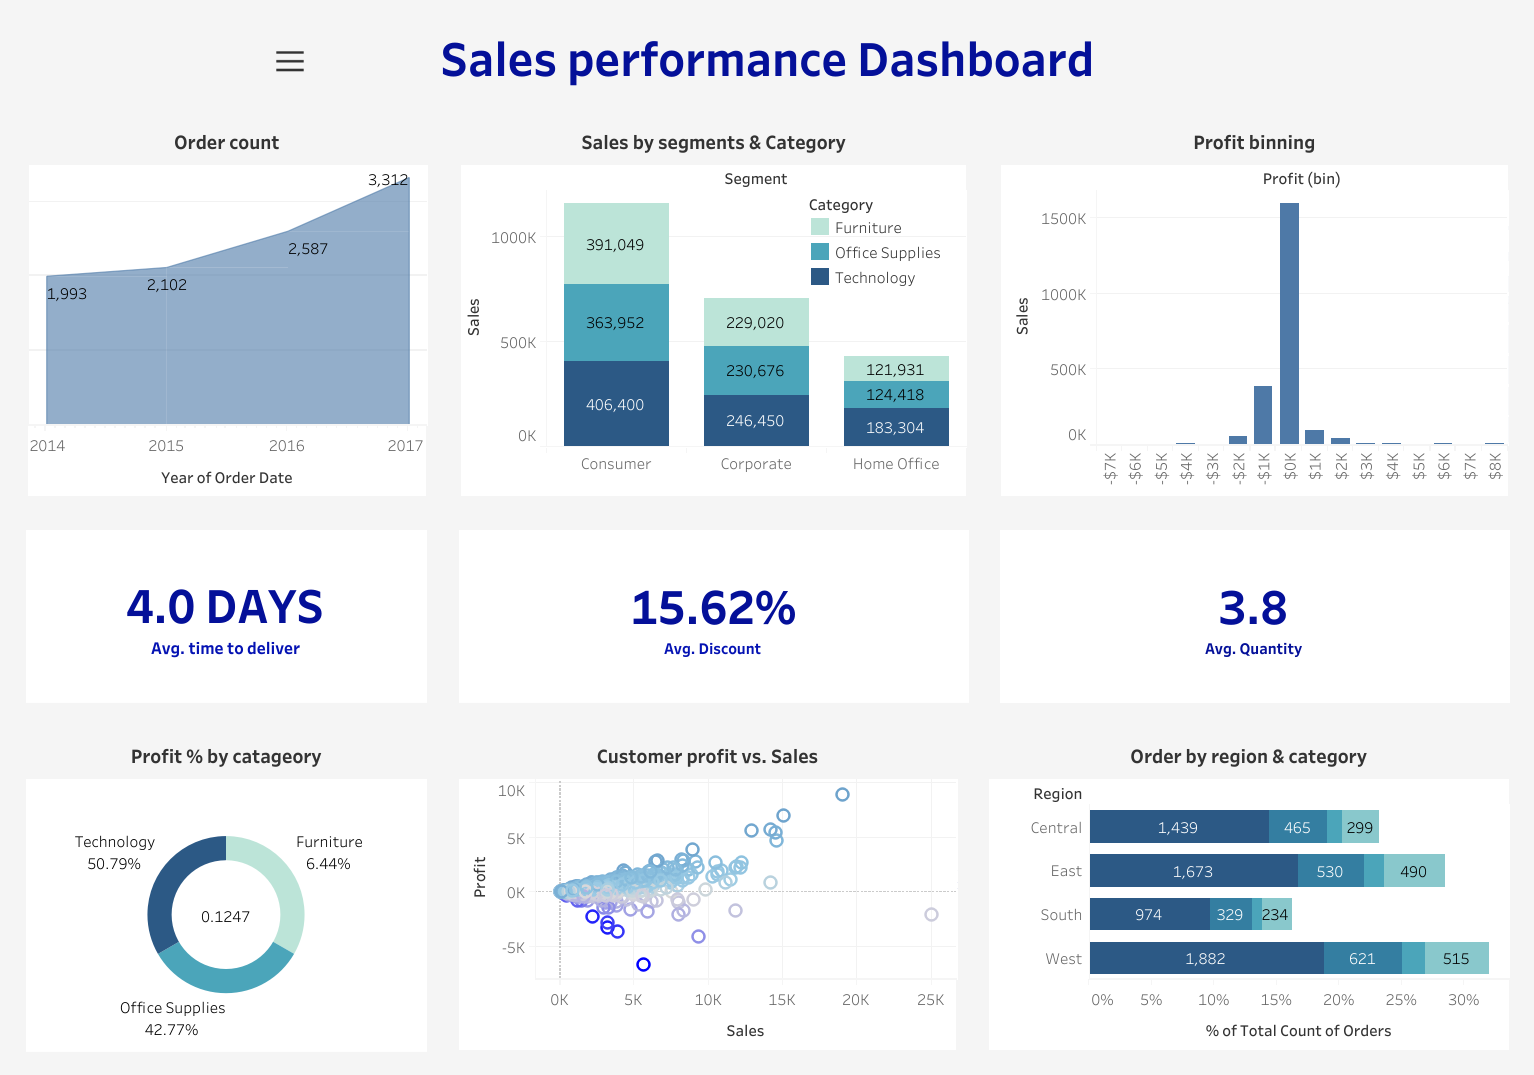 Sales performance Dashboard
Order count
3,312
2,587
2,102
1,993
2014 2015 2016 2017
Year of Order Date
Sales by segments & Category
Segment
Category
Furniture
Office Supplies
Technology
Sales
1000K
500K
0K
391,049
363,952
406,400
229,020
230,676
246,450
121,931
124,418
183,304
Consumer Corporate Home Office
Profit binning
Profit (bin)
Sales
1500K
1000K
500K
0K
-$7K -$6K -$5K -$4K -$3K -$2K -$1K $0K $1K $2K $3K $4K $5K $6K $7K $8K
4.0 DAYS
Avg. time to deliver
15.62%
Avg. Discount
3.8
Avg. Quantity
Profit % by catageory
Technology
50.79%
Furniture
6.44%
0.1247
Office Supplies
42.77%
Customer profit vs. Sales
Profit
10K
5K
0K
-5K
0K 5K 10K 15K 20K 25K
Sales
Order by region & category
Region
Central 1,439 465 299
East 1,673 530 490
South 974 329 234
West 1,882 621 515
0% 5% 10% 15% 20% 25% 30%
% of Total Count of Orders